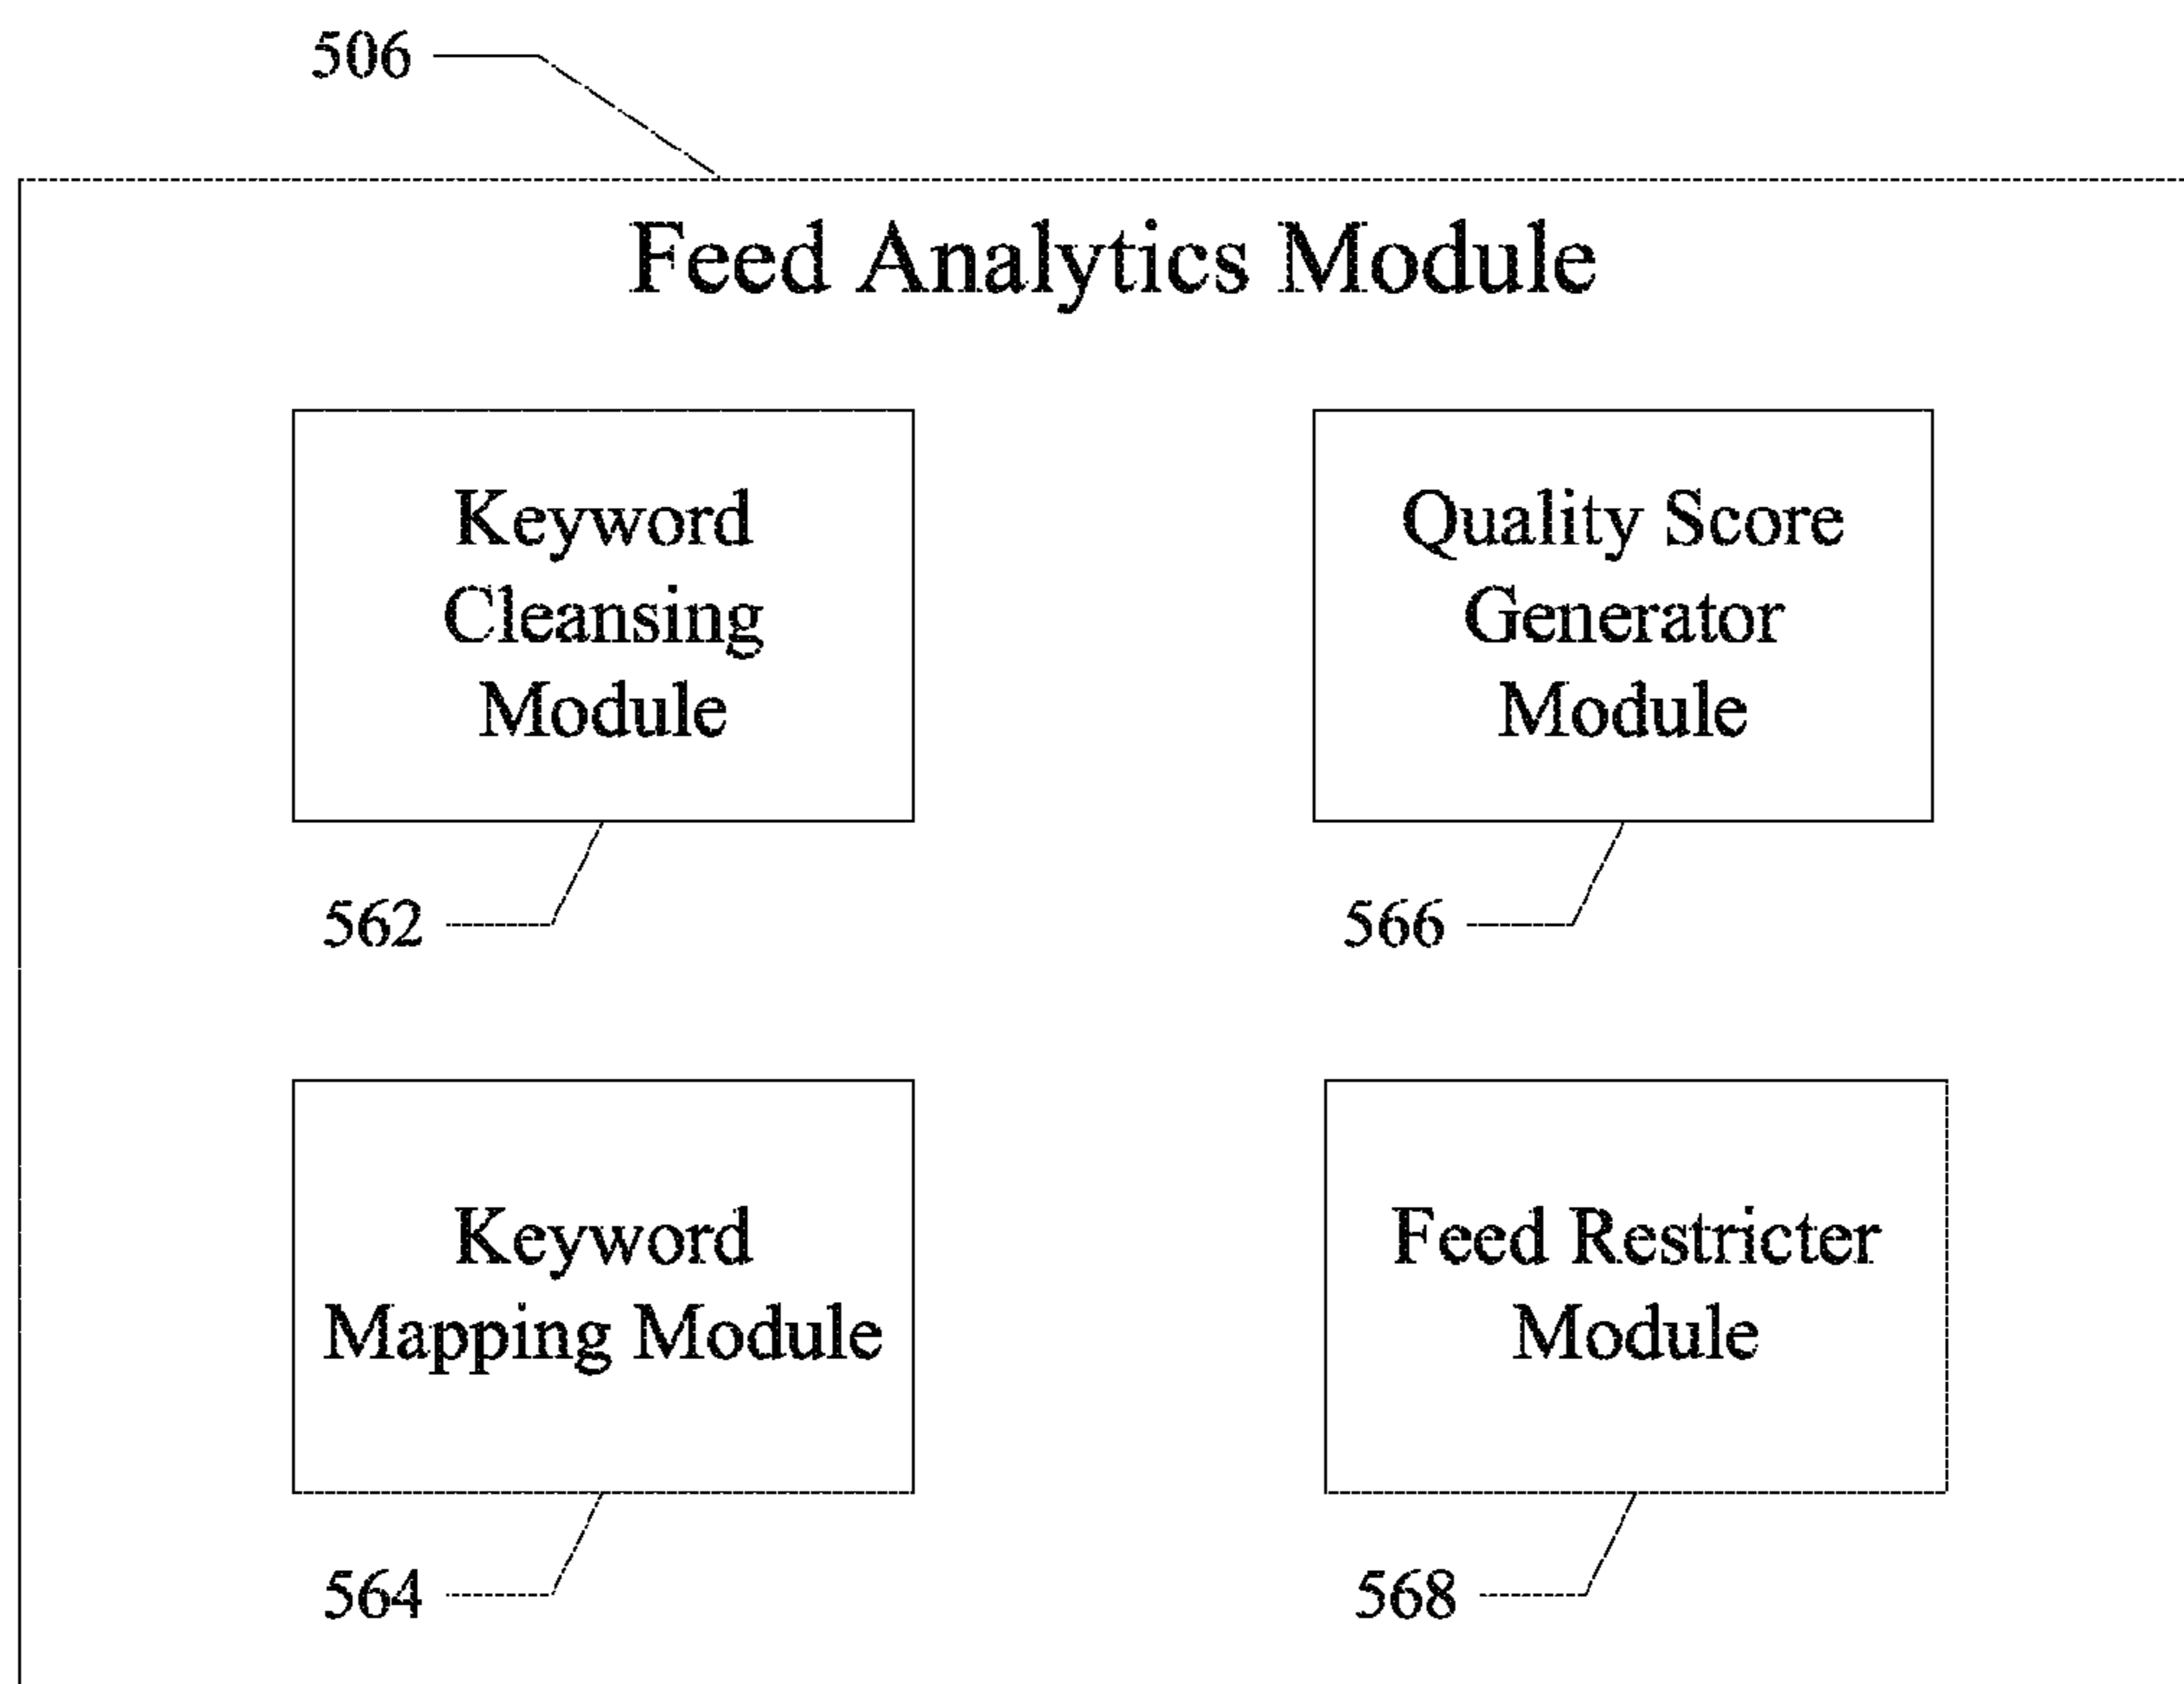 506
Feed Analytics Module
Keyword
Cleansing
Module
562
Quality Score
Generator
Module
566
Keyword
Mapping Module
564
Feed Restricter
Module
568